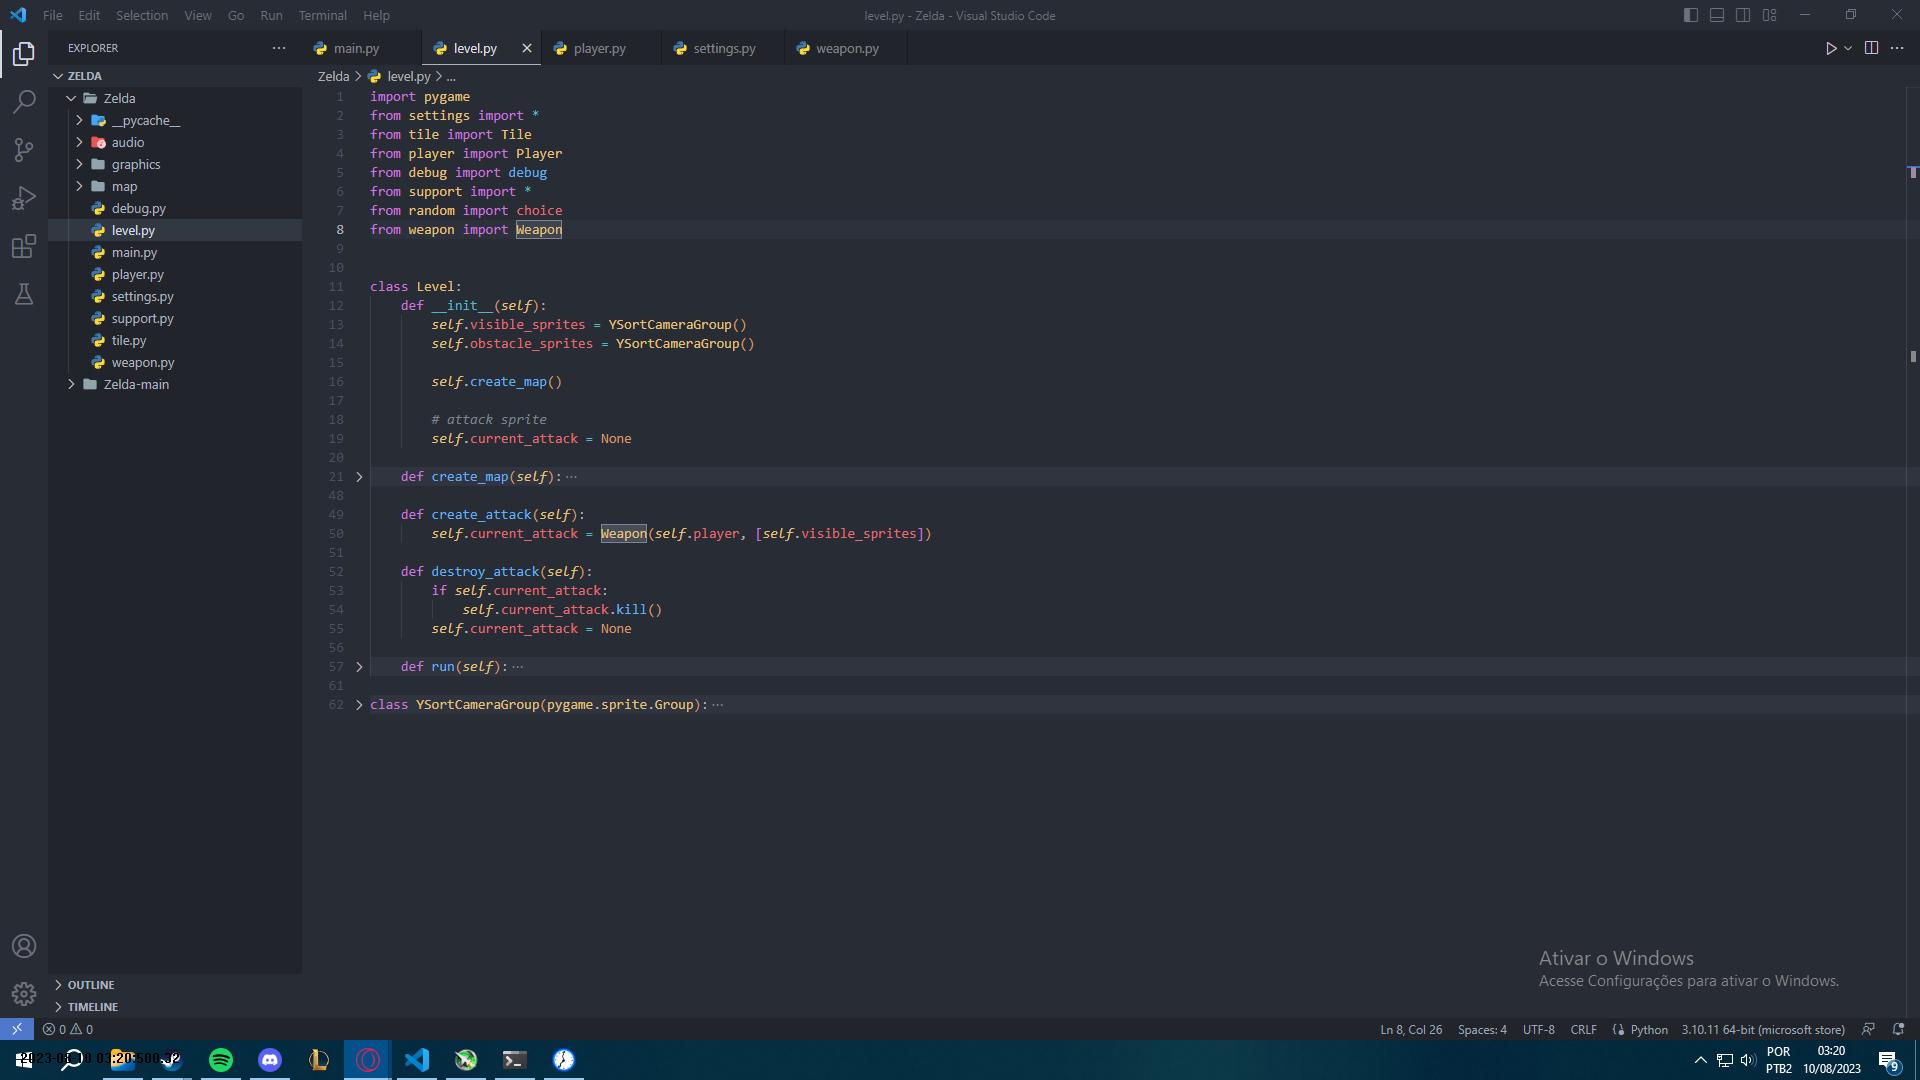 File Edit Selection View Go Run Terminal Help
level.py - Zelda - Visual Studio Code
EXPLORER
main.py level.py player.py settings.py weapon.py
ZELDA
Zelda
__pycache__
audio
graphics
map
debug.py
level.py
main.py
player.py
settings.py
support.py
tile.py
weapon.py
Zelda-main
OUTLINE
TIMELINE
Zelda > level.py > ...
1 import pygame
2 from settings import *
3 from tile import Tile
4 from player import Player
5 from debug import debug
6 from support import *
7 from random import choice
8 from weapon import Weapon
9
10
11 class Level:
12 def __init__(self):
13 self.visible_sprites = YSortCameraGroup()
14 self.obstacle_sprites = YSortCameraGroup()
15
16 self.create_map()
17
18 # attack sprite
19 self.current_attack = None
20
21 def create_map(self):···
48
49 def create_attack(self):
50 self.current_attack = Weapon(self.player, [self.visible_sprites])
51
52 def destroy_attack(self):
53 if self.current_attack:
54 self.current_attack.kill()
55 self.current_attack = None
56
57 def run(self):···
61
62 class YSortCameraGroup(pygame.sprite.Group):···
Ativar o Windows
Acesse Configurações para ativar o Windows.
0 0
Ln 8, Col 26 Spaces: 4 UTF-8 CRLF Python 3.10.11 64-bit (microsoft store)
POR
PTB2
03:20
10/08/2023
9